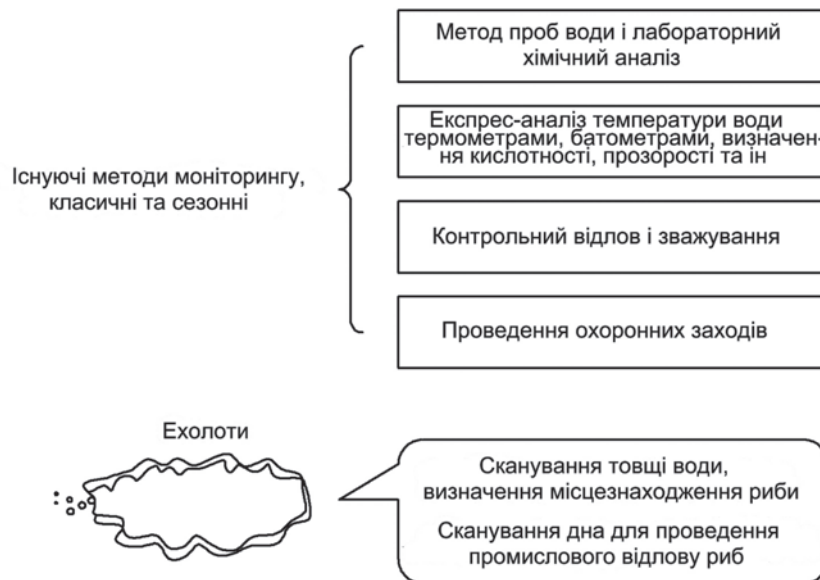 Метод проб води і лабораторний
хімічний аналіз
Експрес-аналіз температури води
термометрами, батометрами, визначен-
ня кислотності, прозорості та ін
Існуючі методи моніторингу,
класичні та сезонні
Контрольний відлов і зважування
Проведення охоронних заходів
Ехолоти
Сканування товщі води,
визначення місцезнаходження риби
Сканування дна для проведення
промислового відлову риб